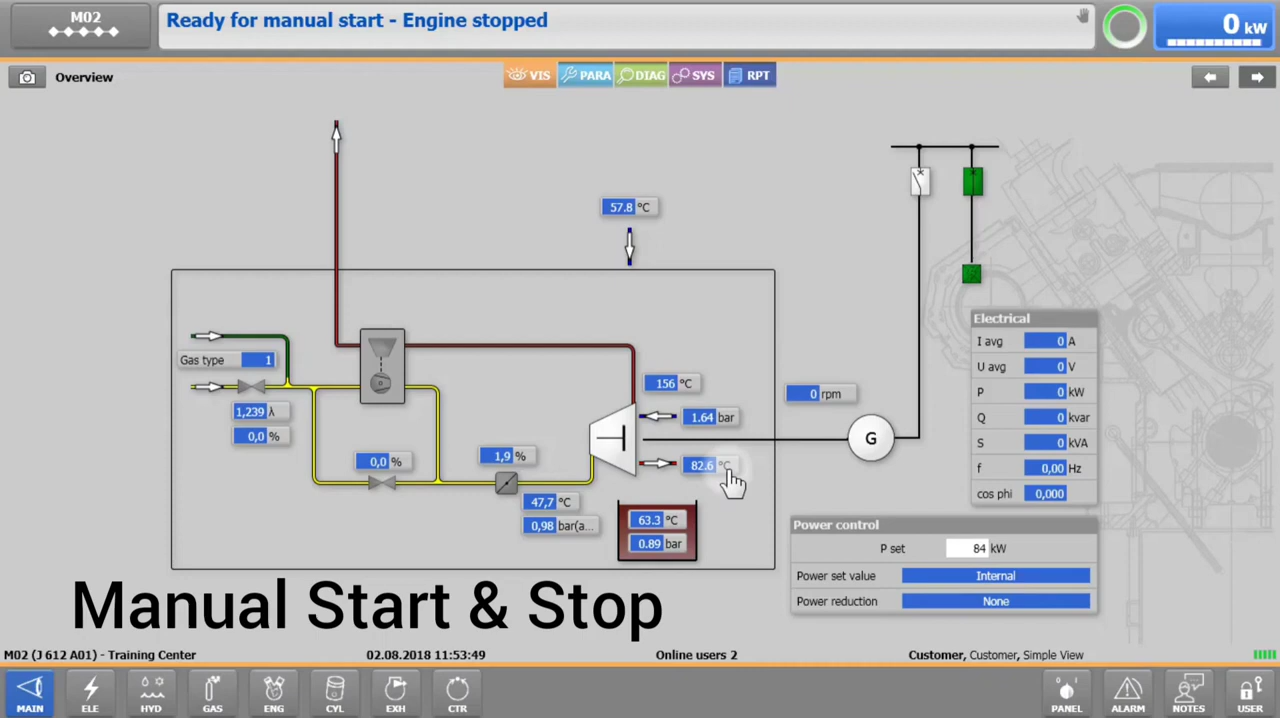 M02
Ready for manual start - Engine stopped
0 kW
Overview
VIS PARA DIAG SYS RPT
57.8 °C
Gas type 1
1,239 λ
0,0 %
0,0 %
1,9 %
47,7 °C
0,98 bar(a...
156 °C
1.64 bar
82.6 °C
63.3 °C
0.89 bar
0 rpm
G
Electrical
I avg 0 A
U avg 0 V
P 0 kW
Q 0 kvar
S 0 kVA
f 0,00 Hz
cos phi 0,000
Power control
P set 84 kW
Power set value Internal
Power reduction None
Manual Start & Stop
M02 (J 612 A01) - Training Center 02.08.2018 11:53:49 Online users 2 Customer, Customer, Simple View
MAIN ELE HYD GAS ENG CYL EXH CTR PANEL ALARM NOTES USER